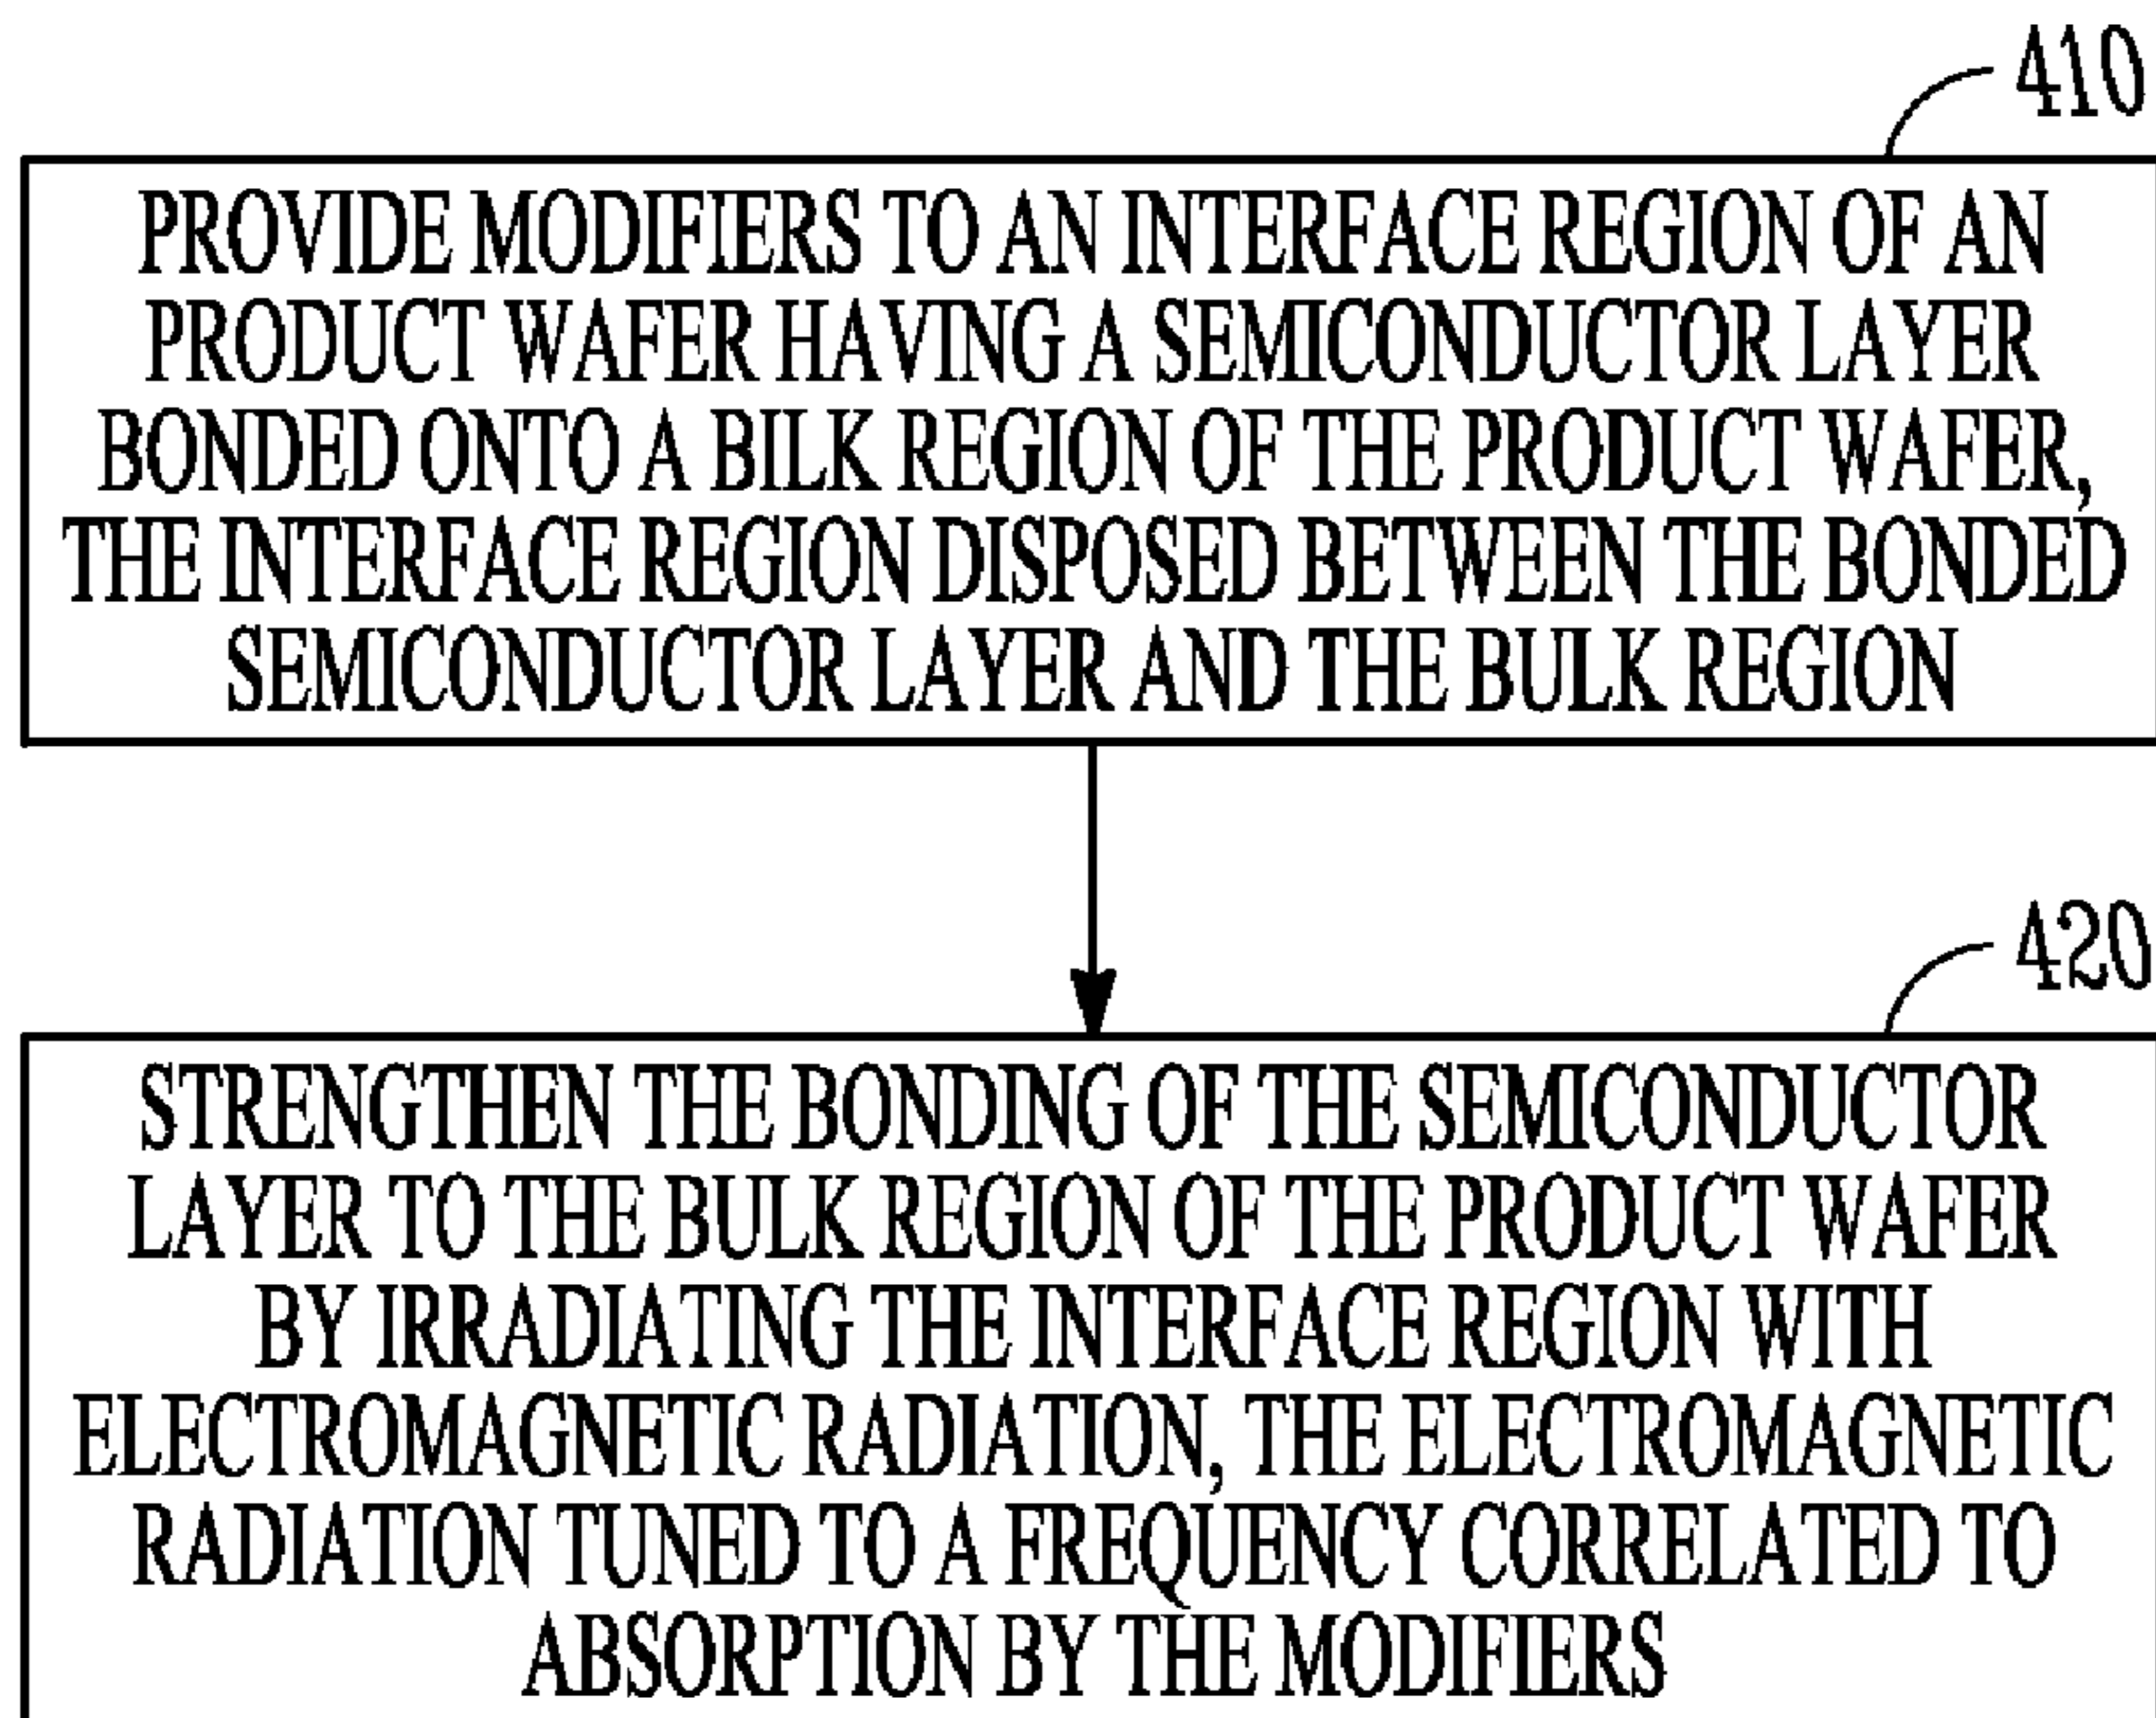 410
PROVIDE MODIFIERS TO AN INTERFACE REGION OF AN
PRODUCT WAFER HAVING A SEMICONDUCTOR LAYER
BONDED ONTO A BILK REGION OF THE PRODUCT WAFER,
THE INTERFACE REGION DISPOSED BETWEEN THE BONDED
SEMICONDUCTOR LAYER AND THE BULK REGION
420
STRENGTHEN THE BONDING OF THE SEMICONDUCTOR
LAYER TO THE BULK REGION OF THE PRODUCT WAFER
BY IRRADIATING THE INTERFACE REGION WITH
ELECTROMAGNETIC RADIATION, THE ELECTROMAGNETIC
RADIATION TUNED TO A FREQUENCY CORRELATED TO
ABSORPTION BY THE MODIFIERS